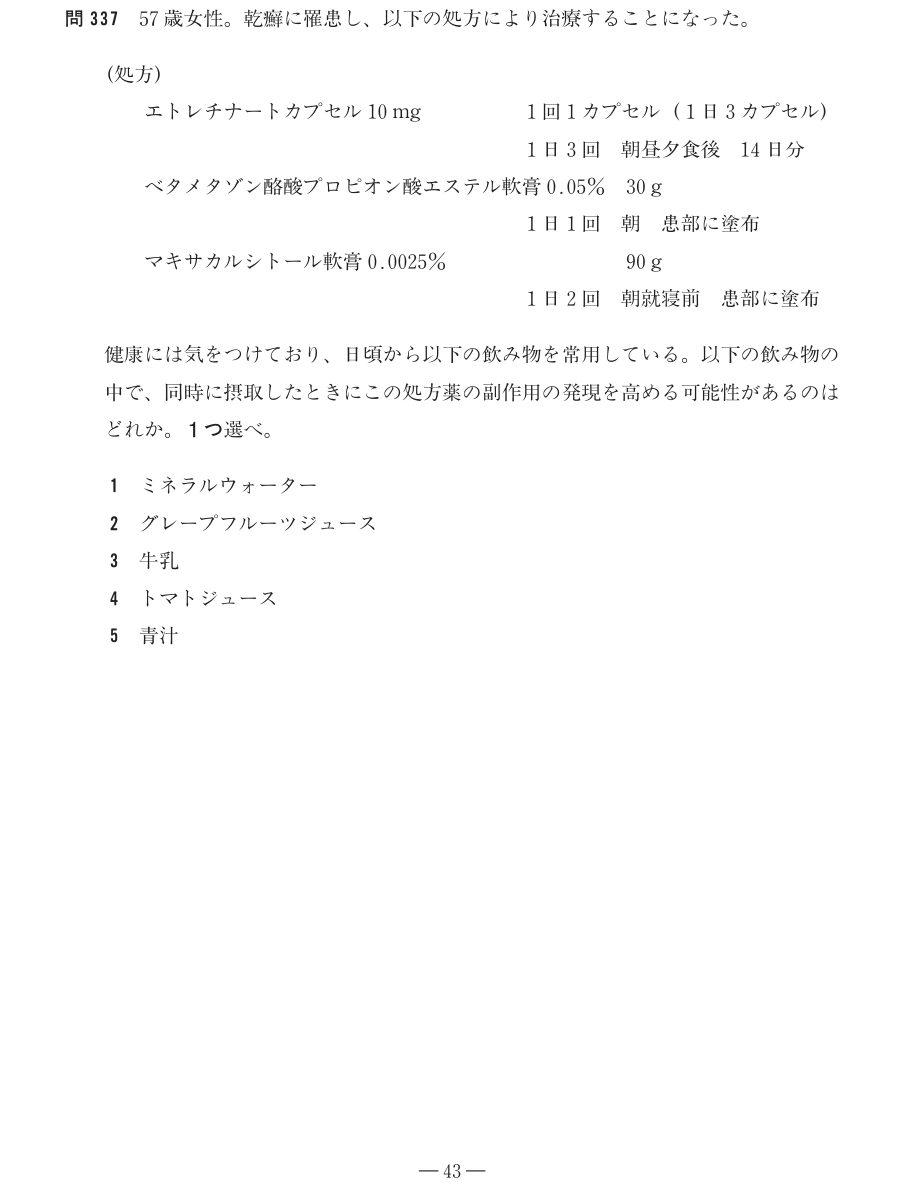 問 337 57 歳女性。乾癬に罹患し、以下の処方により治療することになった。
(処方)
エトレチナートカプセル 10 mg 1 回 1 カプセル（1 日 3 カプセル）
1 日 3 回 朝昼夕食後 14 日分
ベタメタゾン酪酸プロピオン酸エステル軟膏 0.05％ 30 g
1 日 1 回 朝 患部に塗布
マキサカルシトール軟膏 0.0025％ 90 g
1 日 2 回 朝就寝前 患部に塗布
健康には気をつけており、日頃から以下の飲み物を常用している。以下の飲み物の
中で、同時に摂取したときにこの処方薬の副作用の発現を高める可能性があるのは
どれか。1つ選べ。
1 ミネラルウォーター
2 グレープフルーツジュース
3 牛乳
4 トマトジュース
5 青汁
— 43 —